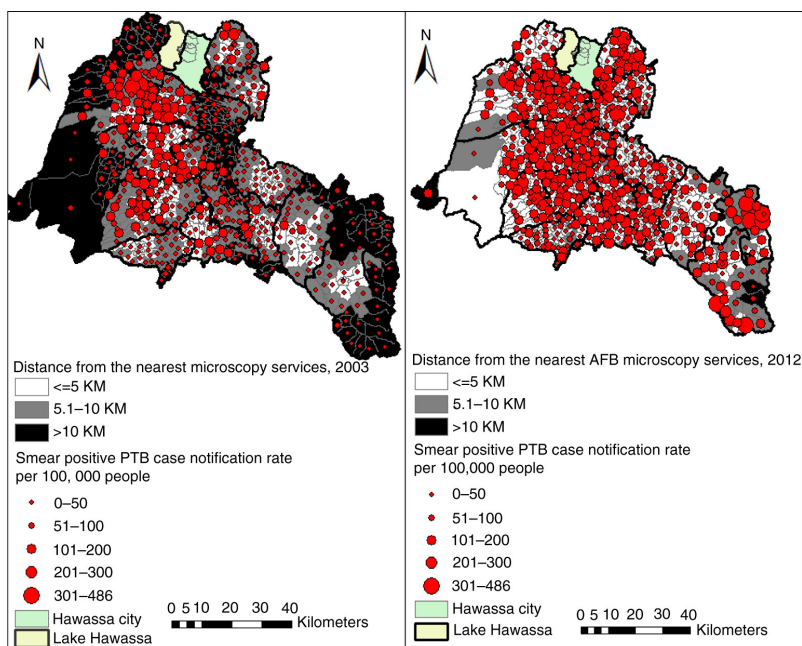 N
Distance from the nearest microscopy services, 2003
<=5 KM
5.1–10 KM
>10 KM
Smear positive PTB case notification rate
per 100, 000 people
0–50
51–100
101–200
201–300
301–486
Hawassa city
Lake Hawassa
0 5 10 20 30 40
Kilometers
N
Distance from the nearest AFB microscopy services, 2012
<=5 KM
5.1–10 KM
>10 KM
Smear positive PTB case notification rate
per 100,000 people
0–50
51–100
101–200
201–300
301–486
Hawassa city
Lake Hawassa
0 5 10 20 30 40
Kilometers